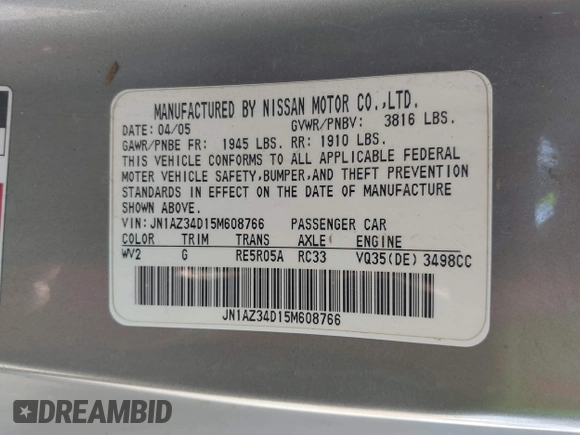 MANUFACTURED BY NISSAN MOTOR CO.,LTD.
DATE: 04/05 GVWR/PNBV: 3816 LBS.
GAWR/PNBE FR: 1945 LBS. RR: 1910 LBS.
THIS VEHICLE CONFORMS TO ALL APPLICABLE FEDERAL
MOTOR VEHICLE SAFETY,BUMPER,AND THEFT PREVENTION
STANDARDS IN EFFECT ON THE DATE OF MANUFACTURE
SHOWN ABOVE.
VIN: JN1AZ34D15M608766 PASSENGER CAR
COLOR TRIM TRANS AXLE ENGINE
WV2 G RE5R05A RC33 VQ35(DE) 3498CC
JN1AZ34D15M608766
DREAMBID